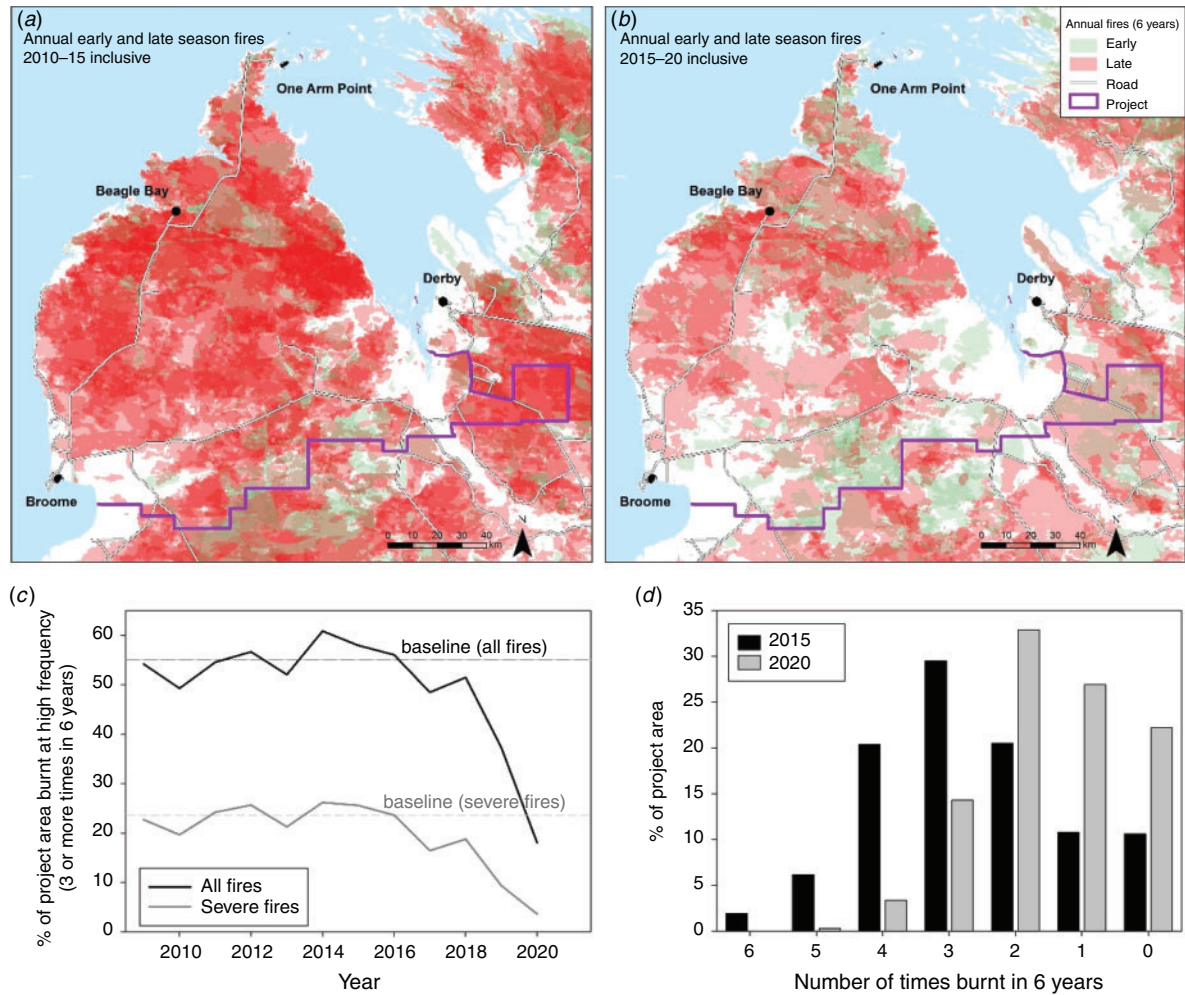 (a)
Annual early and late season fires
2010–15 inclusive
One Arm Point
Beagle Bay
Derby
Broome
N
0 10 20 30 40
km
(b)
Annual early and late season fires
2015–20 inclusive
Annual fires (6 years)
Early
Late
Road
Project
One Arm Point
Beagle Bay
Derby
Broome
N
0 10 20 30 40
km
(c)
% of project area burnt at high frequency
(3 or more times in 6 years)
60
50
40
30
20
10
0
baseline (all fires)
baseline (severe fires)
All fires
Severe fires
2010 2012 2014 2016 2018 2020
Year
(d)
% of project area
35
30
25
20
15
10
5
0
2015
2020
6 5 4 3 2 1 0
Number of times burnt in 6 years